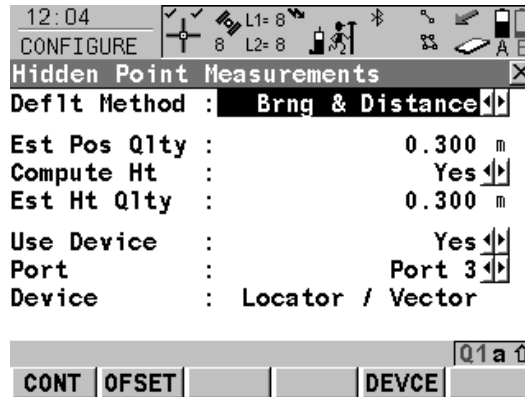 12:04
CONFIGURE
8 L1= 8
L2= 8
A B
Hidden Point Measurements X
Deflt Method : Brng & Distance
Est Pos Qlty : 0.300 m
Compute Ht : Yes
Est Ht Qlty : 0.300 m
Use Device : Yes
Port : Port 3
Device : Locator / Vector
Q1 a
CONT OFSET DEVCE